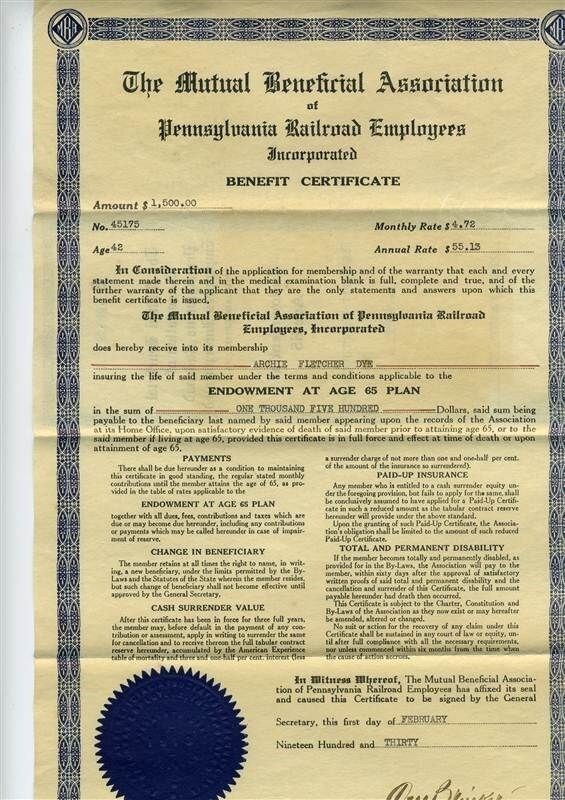 MBA
MBA
The Mutual Beneficial Association
of
Pennsylvania Railroad Employees
Incorporated
BENEFIT CERTIFICATE
Amount $ 1,500.00
No. 45175 Monthly Rate $ 4.72
Age 42 Annual Rate $ 55.13
In Consideration of the application for membership and of the warranty that each and every
statement made therein and in the medical examination blank is full, complete and true, and of the
further warranty of the applicant that they are the only statements and answers upon which this
benefit certificate is issued,
The Mutual Beneficial Association of Pennsylvania Railroad
Employees, Incorporated
does hereby receive into its membership
ARCHIE FLETCHER DYE
insuring the life of said member under the terms and conditions applicable to the
ENDOWMENT AT AGE 65 PLAN
in the sum of ONE THOUSAND FIVE HUNDRED Dollars, said sum being
payable to the beneficiary last named by said member appearing upon the records of the Association
at its Home Office, upon satisfactory evidence of death of said member prior to attaining age 65, or to the
said member if living at age 65, provided this certificate is in full force and effect at time of death or upon
attainment of age 65.
PAYMENTS
There shall be due hereunder as a condition to maintaining
this certificate in good standing, the regular stated monthly
contributions until the member attains the age of 65, as pro-
vided in the table of rates applicable to the
ENDOWMENT AT AGE 65 PLAN
together with all dues, fees, contributions and taxes which are
due or may become due hereunder, including any contributions
or payments which may be called hereunder in case of impair-
ment of reserve.
CHANGE IN BENEFICIARY
The member retains at all times the right to name, in writ-
ing, a new beneficiary, under the limits permitted by the By-
Laws and the Statutes of the State wherein the member resides,
but such change of beneficiary shall not become effective until
approved by the General Secretary.
CASH SURRENDER VALUE
After this certificate has been in force for three full years,
the member may, before default in the payment of any con-
tribution or assessment, apply in writing to surrender the same
for cancellation and to receive thereon the full tabular contract
reserve hereunder, accumulated by the American Experience
table of mortality and three and one-half per cent. interest (less
a surrender charge of not more than one and one-half per cent.
of the amount of the insurance so surrendered).
PAID-UP INSURANCE
Any member who is entitled to a cash surrender equity un-
der the foregoing provision, but fails to apply for the same, shall
be conclusively assumed to have applied for a Paid-Up Certif-
icate in such a reduced amount as the tabular contract reserve
hereunder will provide under the above standard.
Upon the granting of such Paid-Up Certificate, the Associa-
tion's obligation shall be limited to the amount of such reduced
Paid-Up Certificate.
TOTAL AND PERMANENT DISABILITY
If the member becomes totally and permanently disabled, as
provided for in the By-Laws, the Association will pay to the
member, within sixty days after the approval of satisfactory
written proofs of said total and permanent disability and the
cancellation and surrender of this Certificate, the full amount
payable hereunder had death then occurred.
This Certificate is subject to the Charter, Constitution and
By-Laws of the Association as they now exist or may hereafter
be amended, altered or changed.
No suit or action for the recovery of any claim under this
Certificate shall be sustained in any court of law or equity, un-
til after full compliance with all the necessary requirements,
nor unless commenced within six months from the time when
the cause of action accrues.
In Witness Whereof, The Mutual Beneficial Associa-
tion of Pennsylvania Railroad Employees has affixed its seal
and caused this Certificate to be signed by the General
Secretary, this first day of FEBRUARY
Nineteen Hundred and THIRTY